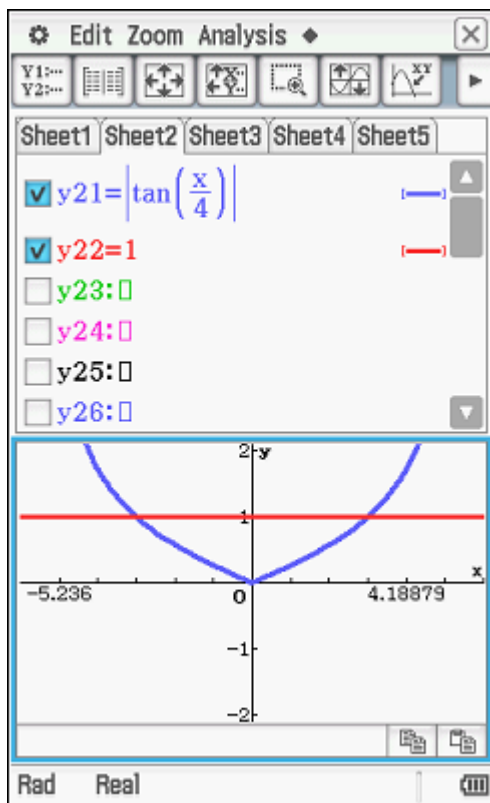 Edit Zoom Analysis
Y1:...
Y2:...
XY
Sheet1 Sheet2 Sheet3 Sheet4 Sheet5
y21=|tan(x/4)|
y22=1
y23:▯
y24:▯
y25:▯
y26:▯
2 y
1
x
-5.236 0 4.18879
-1
-2
Rad Real